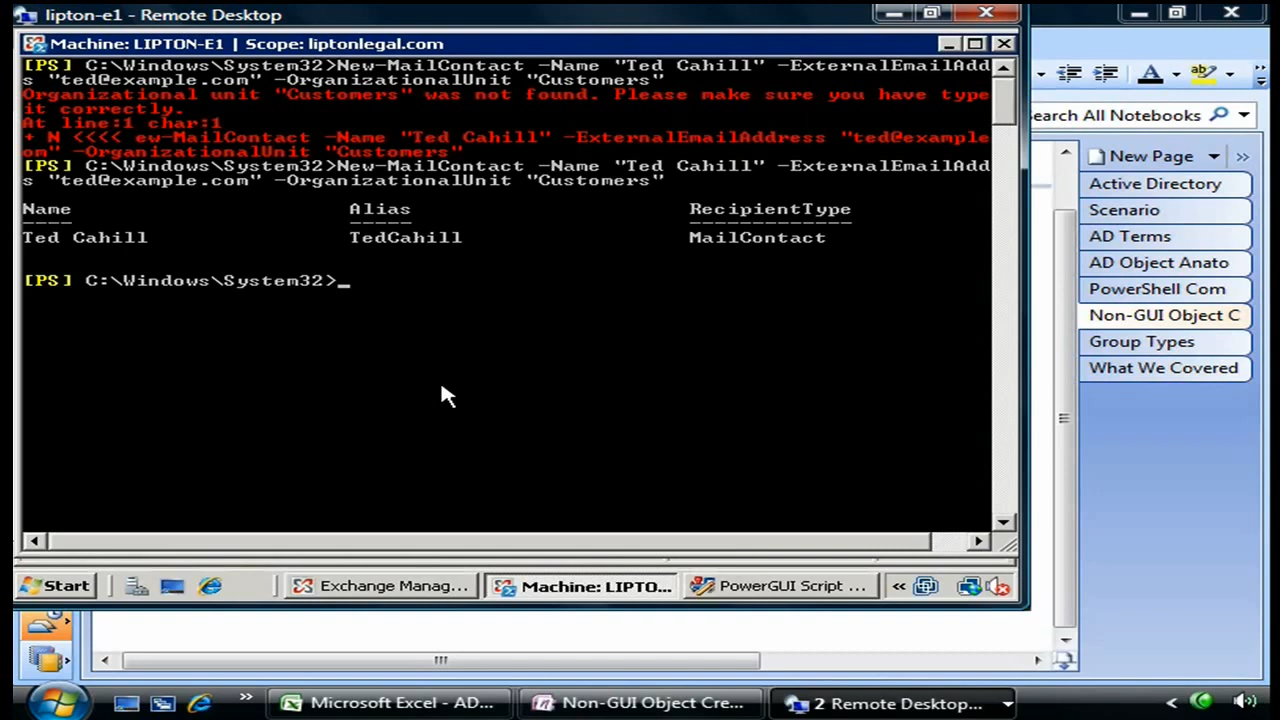 lipton-e1 - Remote Desktop
Machine: LIPTON-E1 | Scope: liptonlegal.com
[PS] C:\Windows\System32>New-MailContact -Name "Ted Cahill" -ExternalEmailAdd
s "ted@example.com" -OrganizationalUnit "Customers"
Organizational unit "Customers" was not found. Please make sure you have type
it correctly.
At line:1 char:1
+ N <<<< ew-MailContact -Name "Ted Cahill" -ExternalEmailAddress "ted@example
om" -OrganizationalUnit "Customers"
[PS] C:\Windows\System32>New-MailContact -Name "Ted Cahill" -ExternalEmailAdd
s "ted@example.com" -OrganizationalUnit "Customers"
Name Alias RecipientType
---- ----- -------------
Ted Cahill TedCahill MailContact
[PS] C:\Windows\System32>_
Start
Exchange Manag...
Machine: LIPTO...
PowerGUI Script ...
earch All Notebooks
New Page
Active Directory
Scenario
AD Terms
AD Object Anato
PowerShell Com
Non-GUI Object C
Group Types
What We Covered
Microsoft Excel - AD...
Non-GUI Object Cre...
2 Remote Desktop...